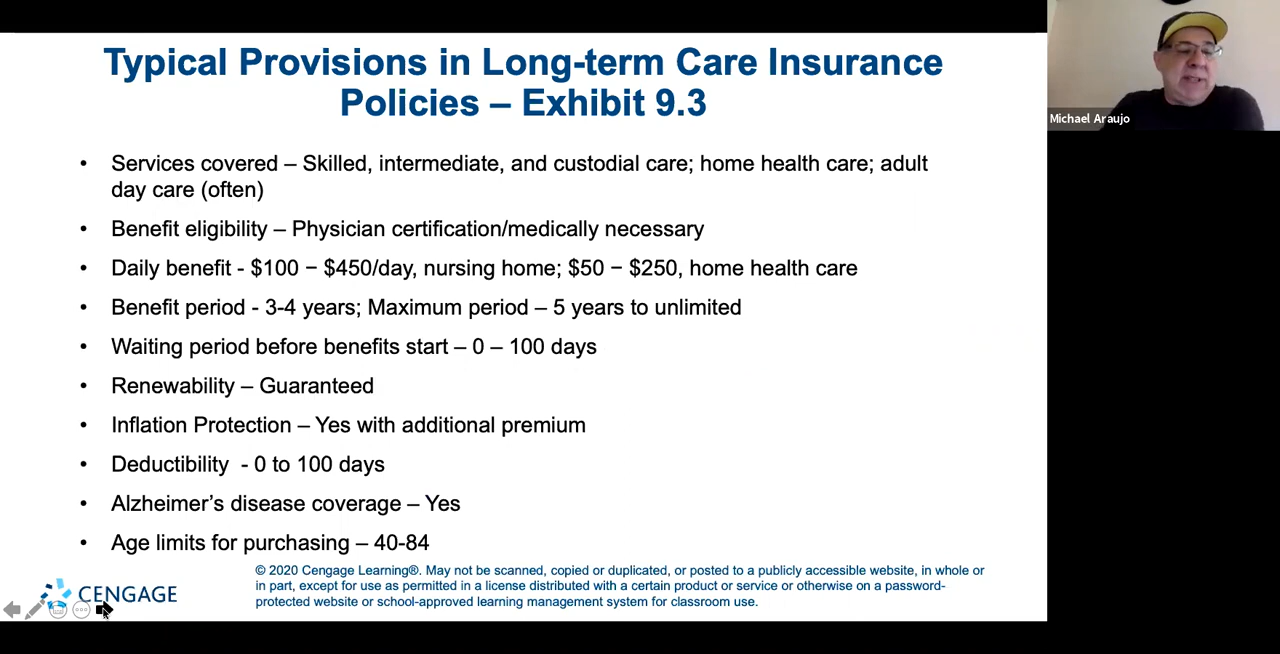 Typical Provisions in Long-term Care Insurance
Policies – Exhibit 9.3
• Services covered – Skilled, intermediate, and custodial care; home health care; adult
day care (often)
• Benefit eligibility – Physician certification/medically necessary
• Daily benefit - $100 − $450/day, nursing home; $50 − $250, home health care
• Benefit period - 3-4 years; Maximum period – 5 years to unlimited
• Waiting period before benefits start – 0 – 100 days
• Renewability – Guaranteed
• Inflation Protection – Yes with additional premium
• Deductibility - 0 to 100 days
• Alzheimer’s disease coverage – Yes
• Age limits for purchasing – 40-84
CENGAGE
© 2020 Cengage Learning®. May not be scanned, copied or duplicated, or posted to a publicly accessible website, in whole or
in part, except for use as permitted in a license distributed with a certain product or service or otherwise on a password-
protected website or school-approved learning management system for classroom use.
Michael Araujo